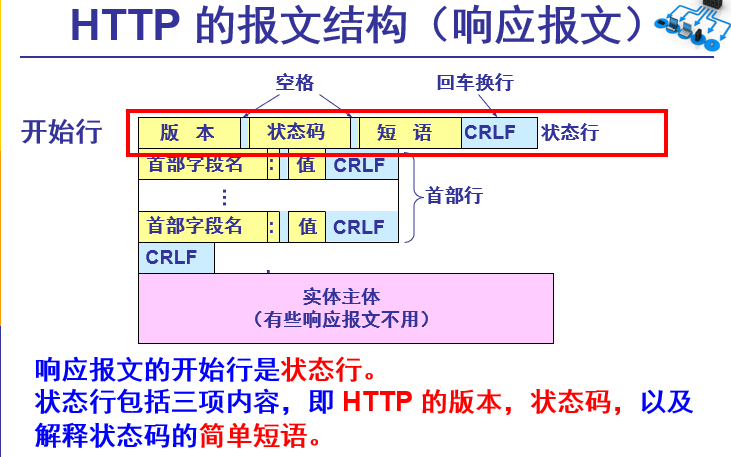 HTTP 的报文结构（响应报文）
空格 回车换行
开始行 版 本 状态码 短 语 CRLF 状态行
首部字段名 : 值 CRLF
⋮ 首部行
首部字段名 : 值 CRLF
CRLF
实体主体
（有些响应报文不用）
响应报文的开始行是状态行。
状态行包括三项内容，即 HTTP 的版本，状态码，以及
解释状态码的简单短语。